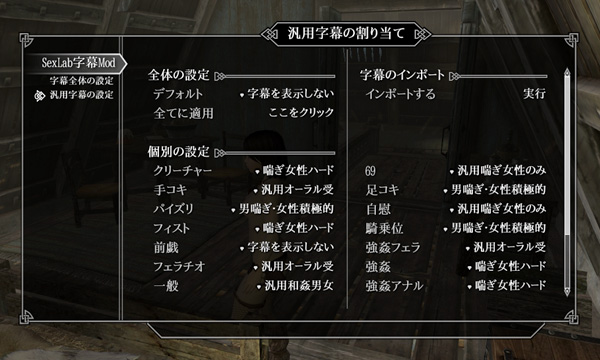 汎用字幕の割り当て
SexLab字幕Mod
字幕全体の設定
汎用字幕の設定
全体の設定
デフォルト ♥字幕を表示しない
全てに適用 ここをクリック
字幕のインポート
インポートする 実行
個別の設定
クリーチャー ♥喘ぎ女性ハード
手コキ ♥汎用オーラル受
パイズリ ♥男喘ぎ・女性積極的
フィスト ♥喘ぎ女性ハード
前戯 ♥字幕を表示しない
フェラチオ ♥汎用オーラル受
一般 ♥汎用和姦男女
69 ♥汎用喘ぎ女性のみ
足コキ ♥男喘ぎ・女性積極的
自慰 ♥汎用喘ぎ女性のみ
騎乗位 ♥男喘ぎ・女性積極的
強姦フェラ ♥汎用オーラル受
強姦 ♥喘ぎ女性ハード
強姦アナル ♥喘ぎ女性ハード